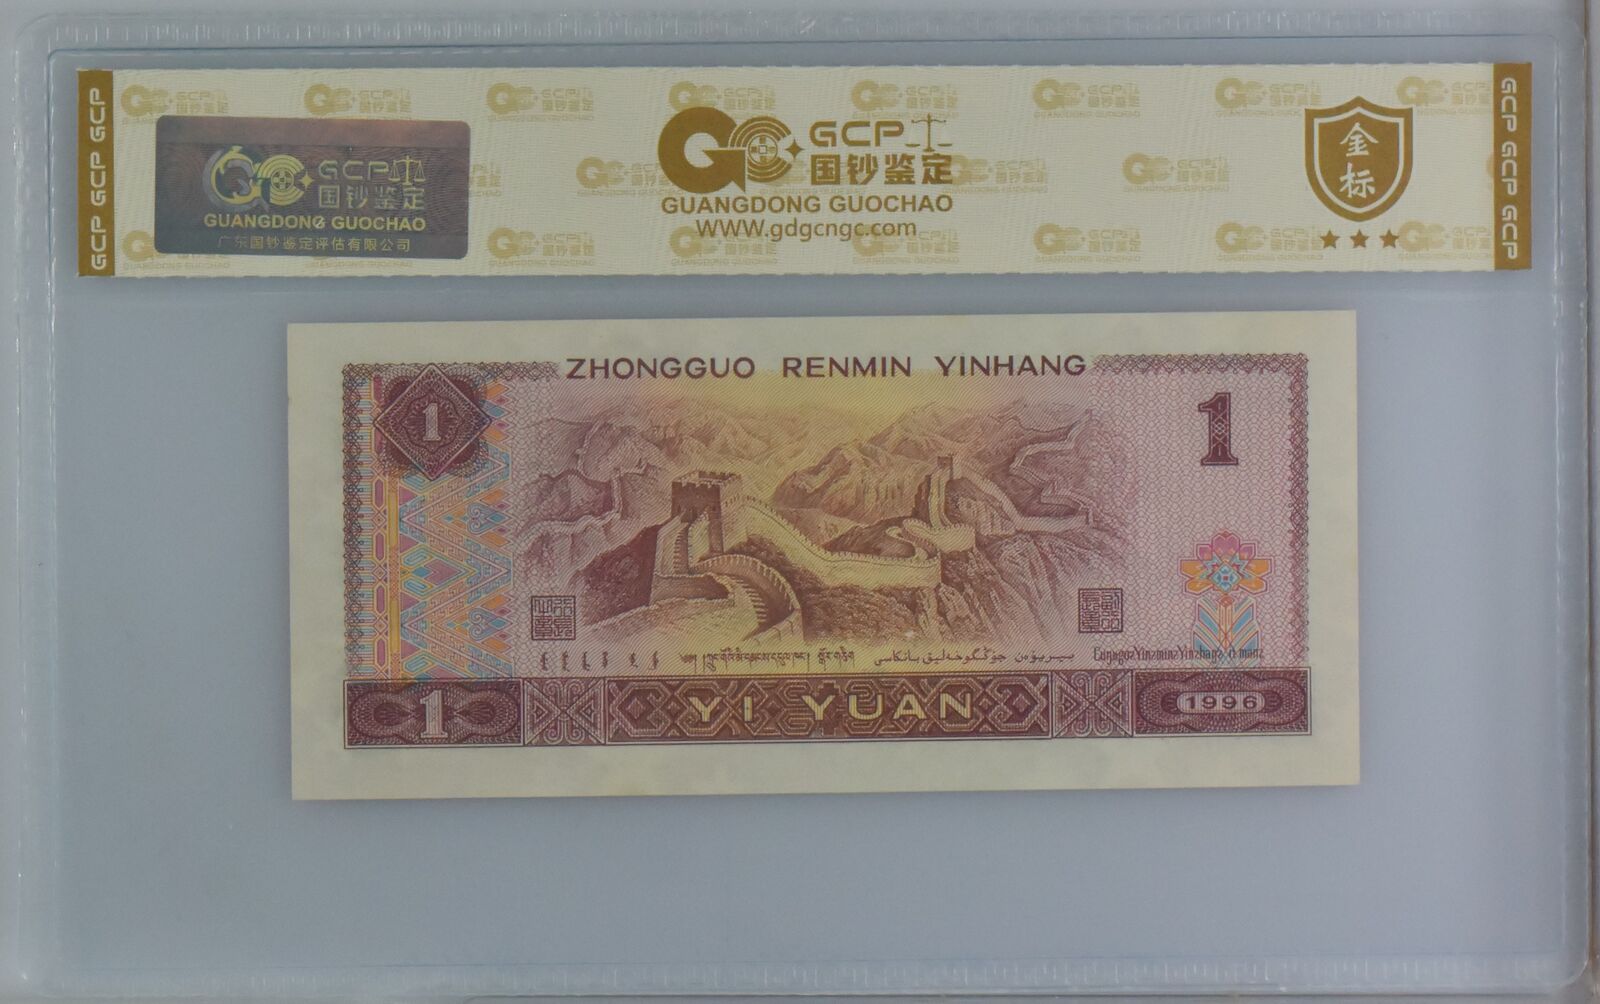 GCP GCP GCP
GCP
国钞鉴定
GUANGDONG GUOCHAO
广东国钞鉴定评估有限公司
GCP
国钞鉴定
GUANGDONG GUOCHAO
WWW.gdgcngc.com
金标
GCP GCP GCP
ZHONGGUO RENMIN YINHANG
1
1
1 YI YUAN 1996